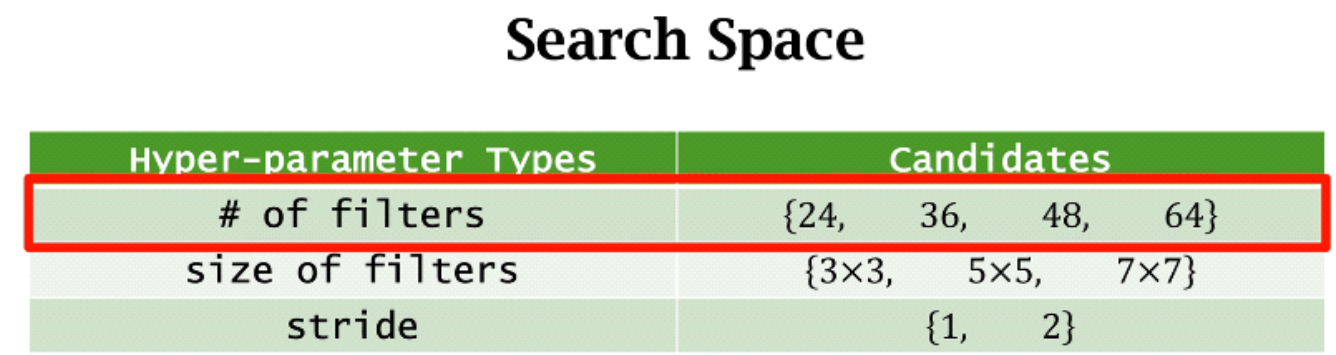 Search Space
Hyper-parameter Types Candidates
# of filters {24, 36, 48, 64}
size of filters {3×3, 5×5, 7×7}
stride {1, 2}